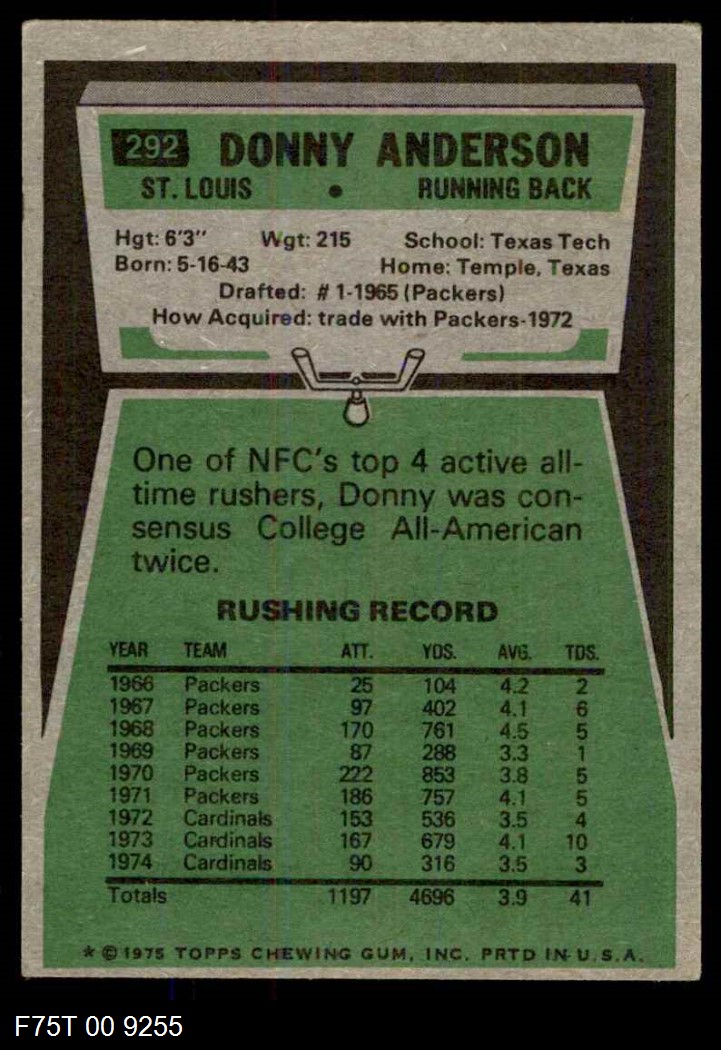 292 DONNY ANDERSON
ST. LOUIS • RUNNING BACK
Hgt: 6'3" Wgt: 215 School: Texas Tech
Born: 5-16-43 Home: Temple, Texas
Drafted: #1-1965 (Packers)
How Acquired: trade with Packers-1972
One of NFC's top 4 active all-
time rushers, Donny was con-
sensus College All-American
twice.
RUSHING RECORD
YEAR TEAM ATT. YDS. AVG. TDS.
1966 Packers 25 104 4.2 2
1967 Packers 97 402 4.1 6
1968 Packers 170 761 4.5 5
1969 Packers 87 288 3.3 1
1970 Packers 222 853 3.8 5
1971 Packers 186 757 4.1 5
1972 Cardinals 153 536 3.5 4
1973 Cardinals 167 679 4.1 10
1974 Cardinals 90 316 3.5 3
Totals 1197 4696 3.9 41
* © 1975 TOPPS CHEWING GUM, INC. PRTD IN U.S.A.
F75T 00 9255